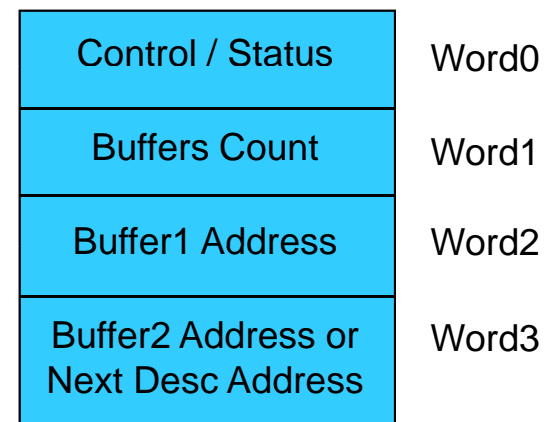 Control / Status Word0
Buffers Count Word1
Buffer1 Address Word2
Buffer2 Address or Word3
Next Desc Address